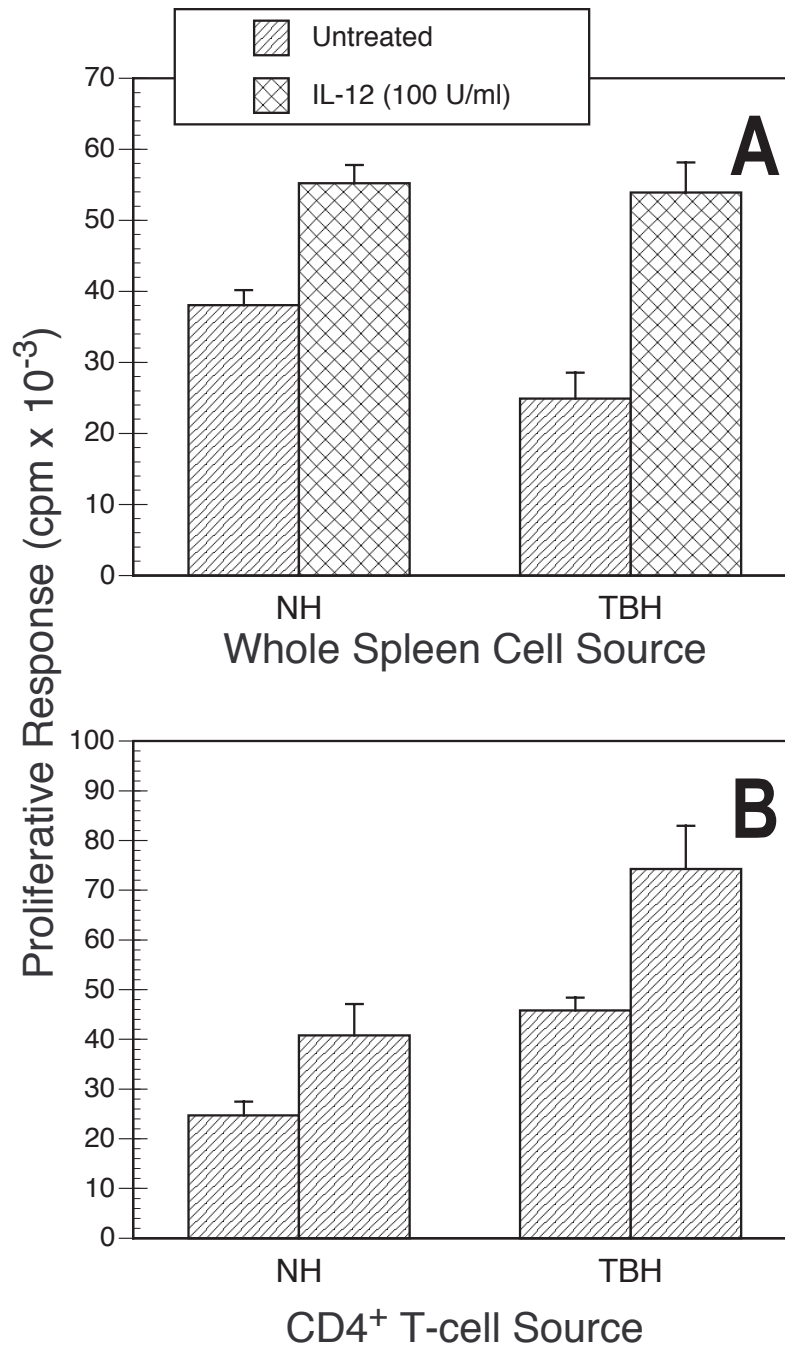 Untreated
IL-12 (100 U/ml)
A
70
60
50
40
30
20
10
0
NH TBH
Whole Spleen Cell Source
Proliferative Response (cpm x 10-3)
B
100
90
80
70
60
50
40
30
20
10
0
NH TBH
CD4+ T-cell Source